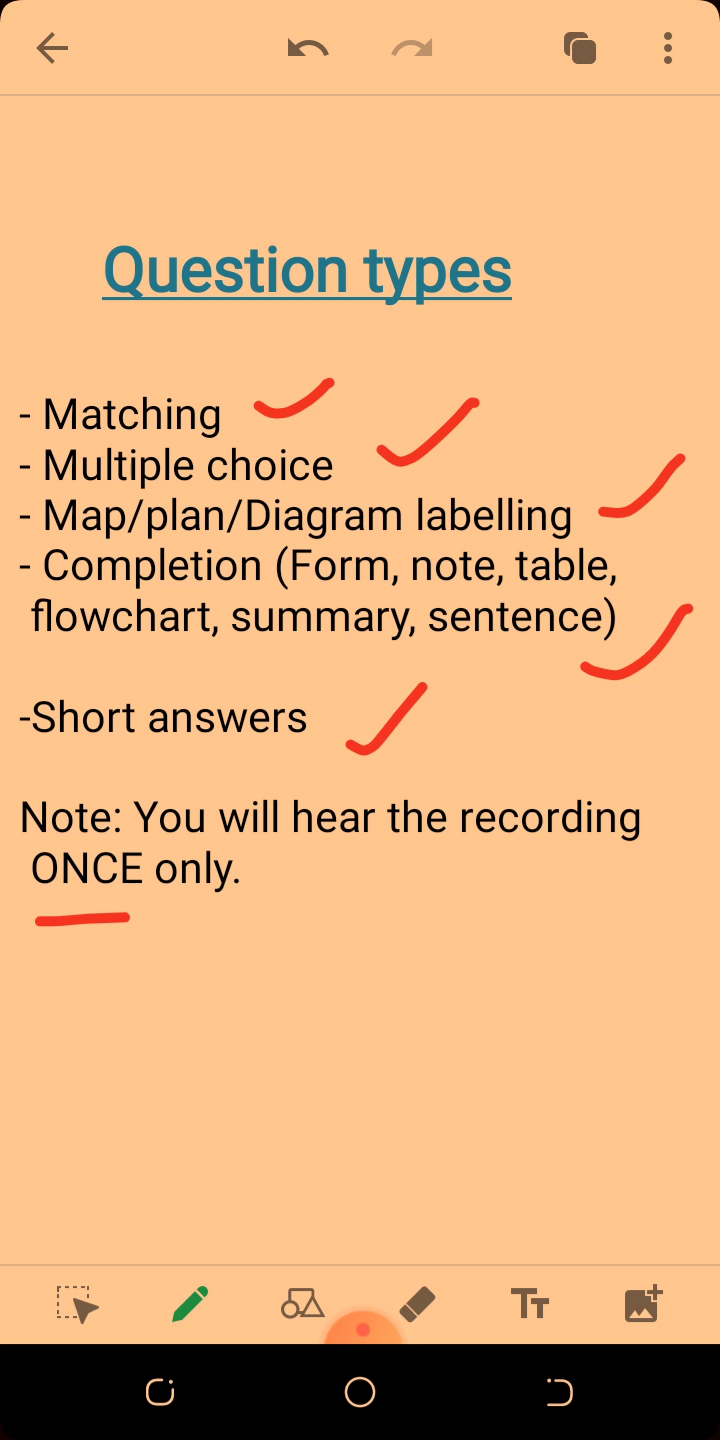 Question types
- Matching
- Multiple choice
- Map/plan/Diagram labelling
- Completion (Form, note, table,
flowchart, summary, sentence)
-Short answers
Note: You will hear the recording
ONCE only.